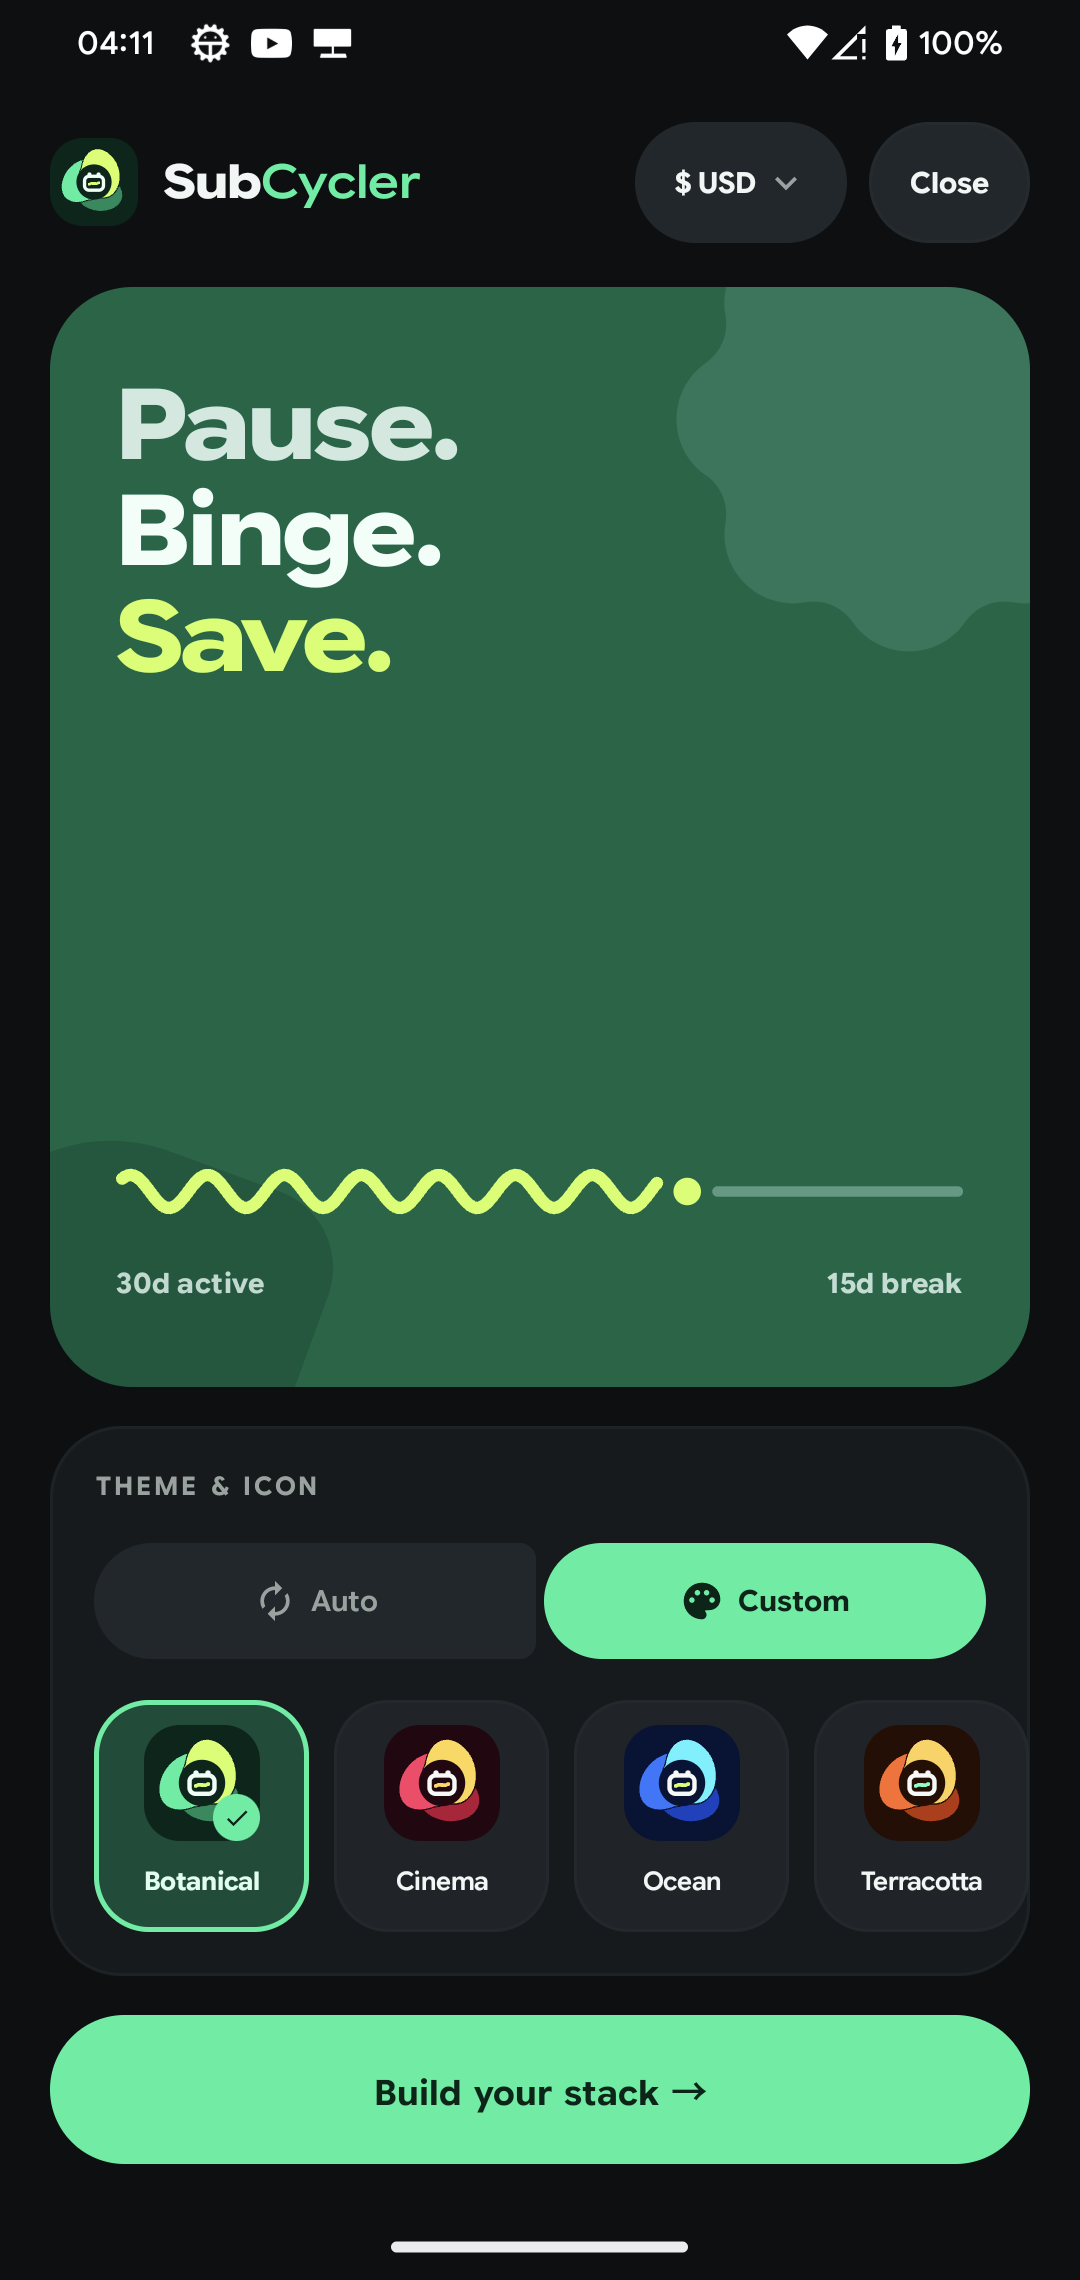 04:11
100%
SubCycler
$ USD
Close
Pause.
Binge.
Save.
30d active
15d break
THEME & ICON
Auto
Custom
Botanical
Cinema
Ocean
Terracotta
Build your stack →